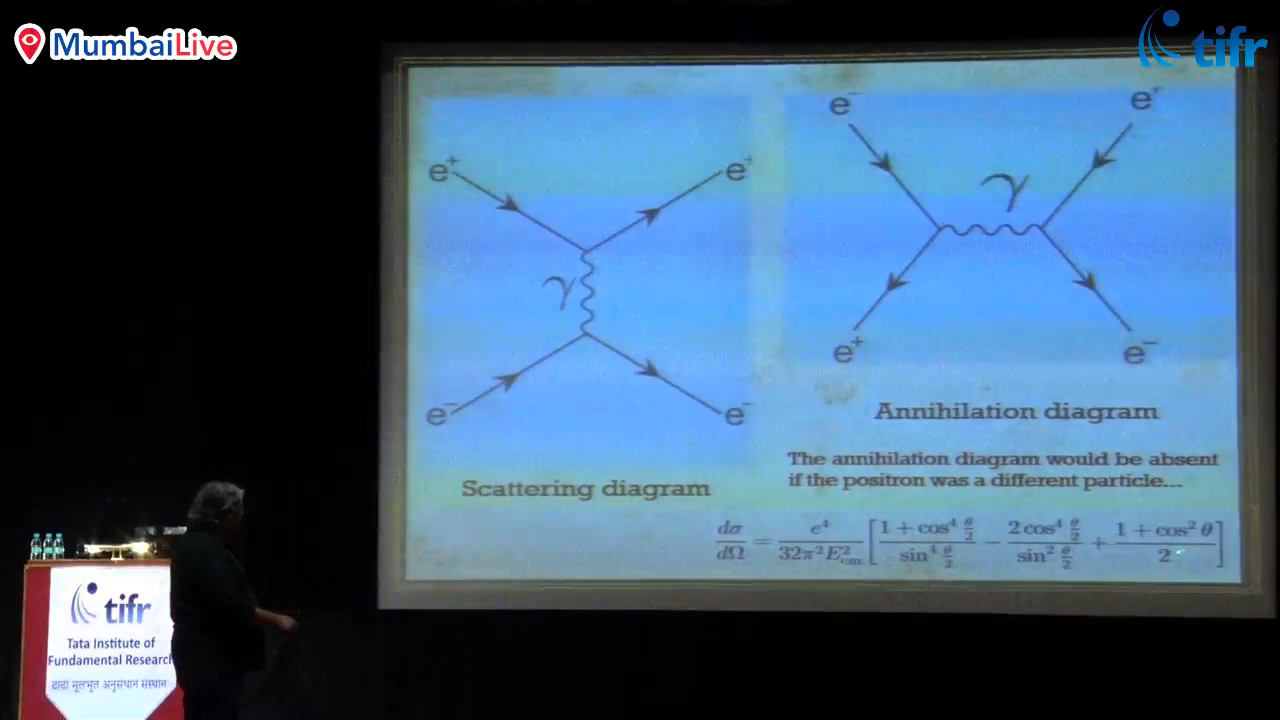 MumbaiLive
tifr
e⁻
e⁺
γ
e⁺
e⁻
e⁺
e⁺
γ
e⁻
e⁻
Annihilation diagram
The annihilation diagram would be absent
if the positron was a different particle...
Scattering diagram
dσ/dΩ = e⁴/32π²E²cm [1 + cos⁴ θ/2 / sin⁴ θ/2 − 2 cos⁴ θ/2 / sin² θ/2 + 1 + cos² θ / 2]
e⁻
tifr
Tata Institute of
Fundamental Research
टाटा मूलभूत अनुसंधान संस्थान